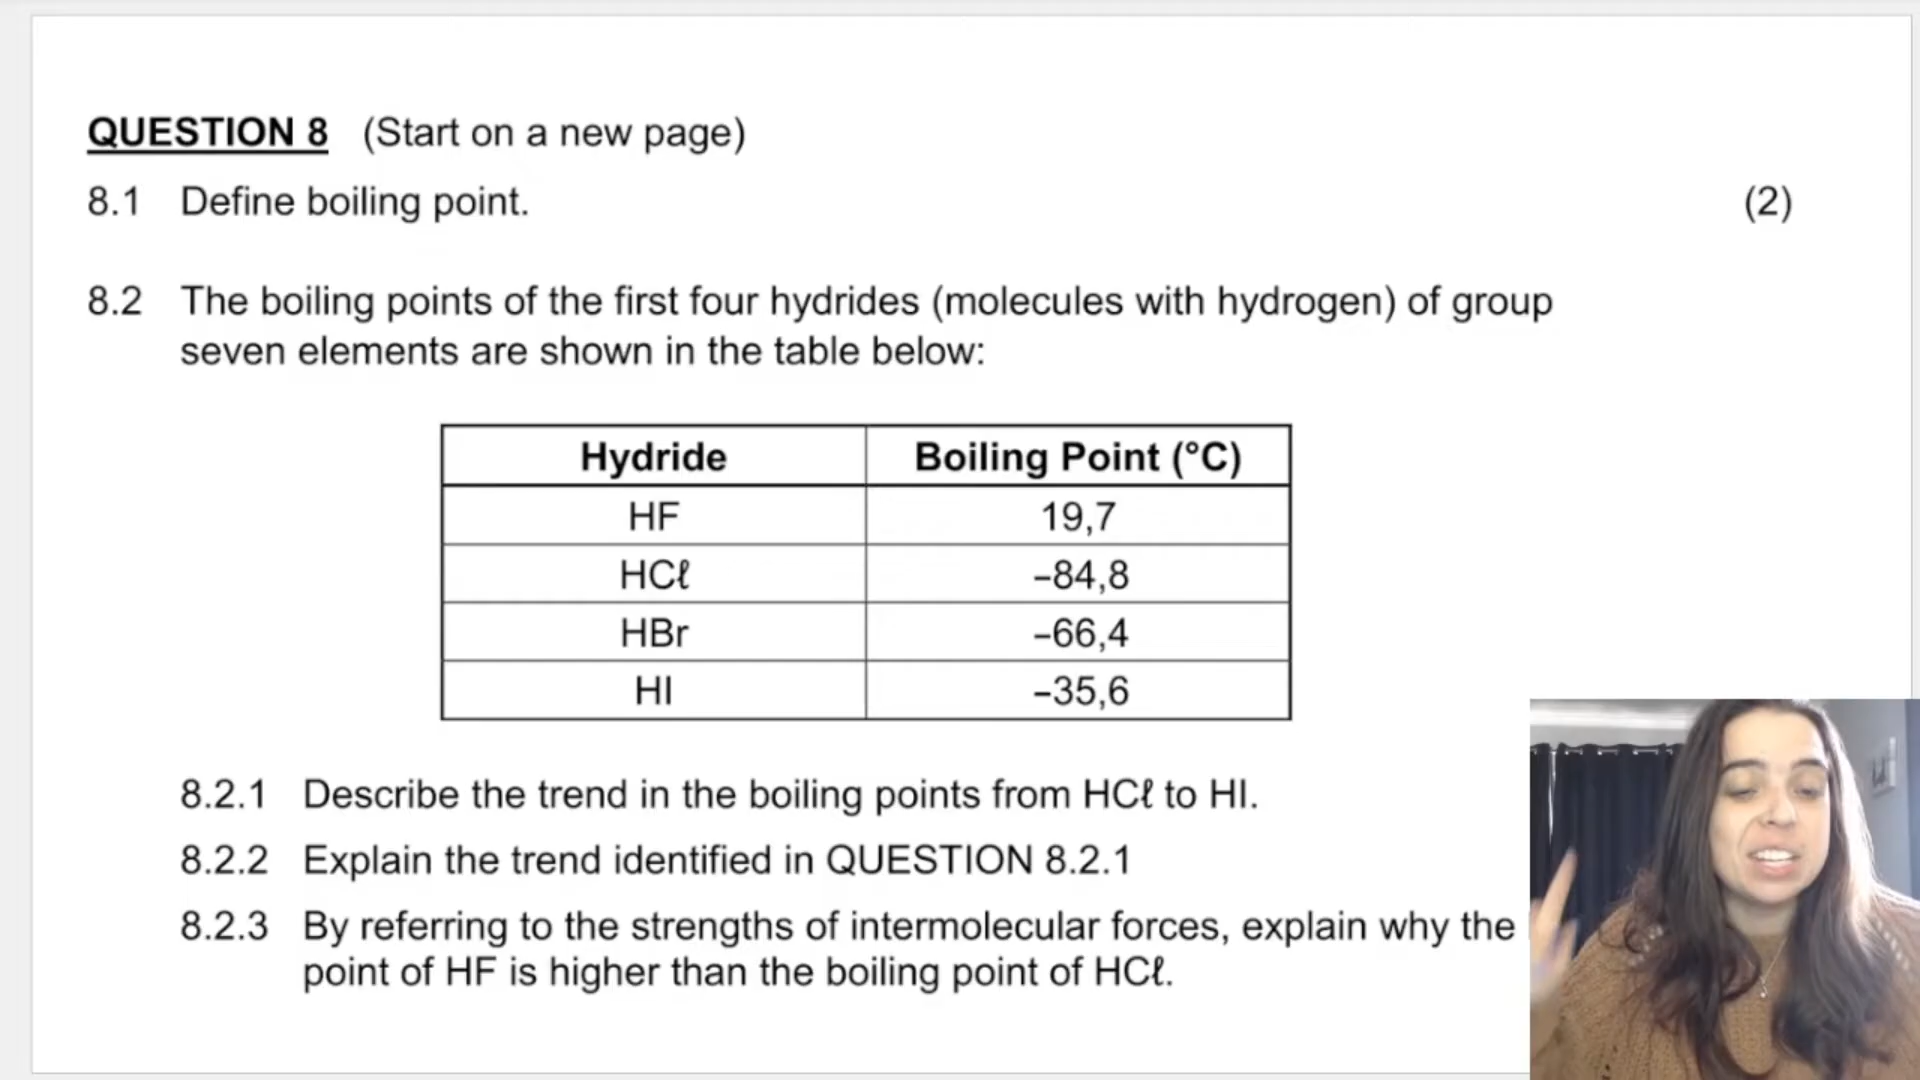 QUESTION 8 (Start on a new page)
8.1 Define boiling point. (2)
8.2 The boiling points of the first four hydrides (molecules with hydrogen) of group
seven elements are shown in the table below:
Hydride Boiling Point (°C)
HF 19,7
HCℓ –84,8
HBr –66,4
HI –35,6
8.2.1 Describe the trend in the boiling points from HCℓ to HI.
8.2.2 Explain the trend identified in QUESTION 8.2.1
8.2.3 By referring to the strengths of intermolecular forces, explain why the
point of HF is higher than the boiling point of HCℓ.